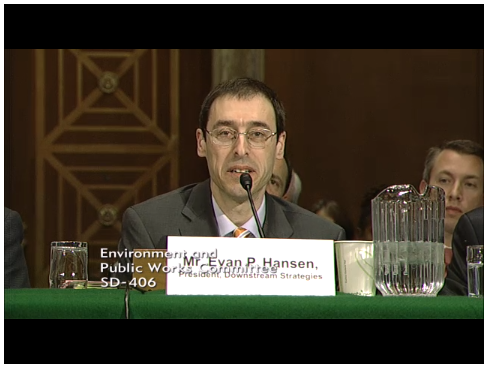 Environment and
Public Works Committee
SD-406
Mr. Evan P. Hansen,
President, Downstream Strategies